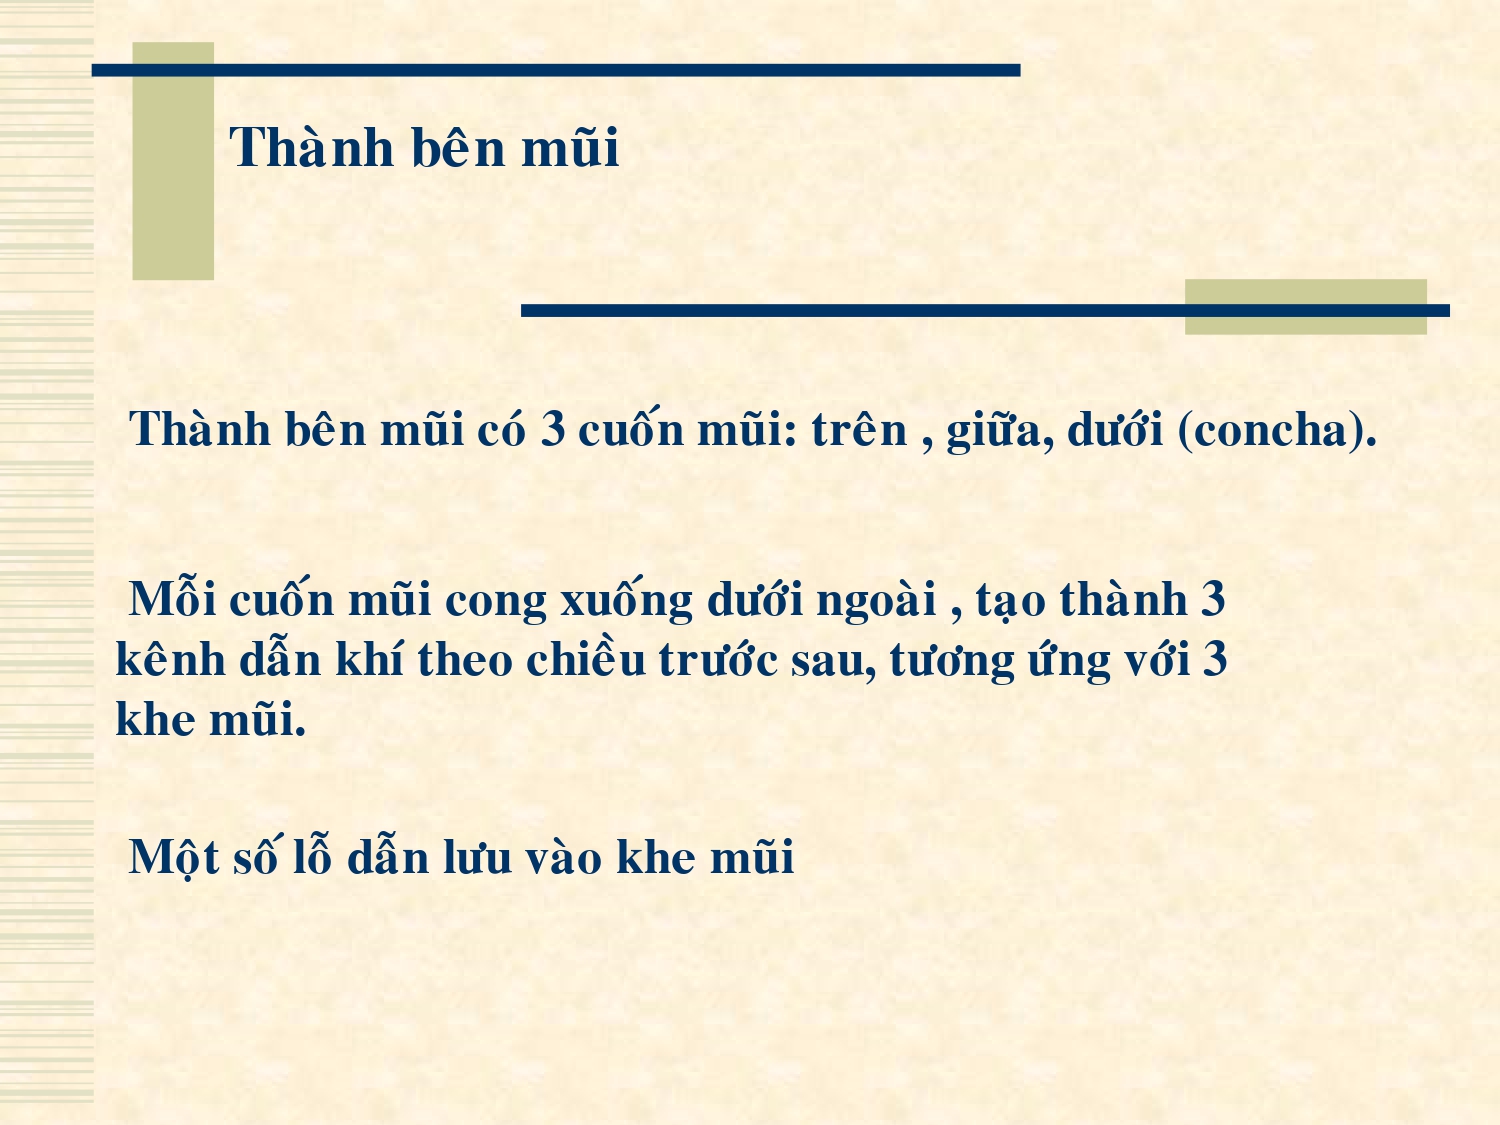 Thành bên mũi
Thành bên mũi có 3 cuốn mũi: trên , giữa, dưới (concha).
Mỗi cuốn mũi cong xuống dưới ngoài , tạo thành 3
kênh dẫn khí theo chiều trước sau, tương ứng với 3
khe mũi.
Một số lỗ dẫn lưu vào khe mũi